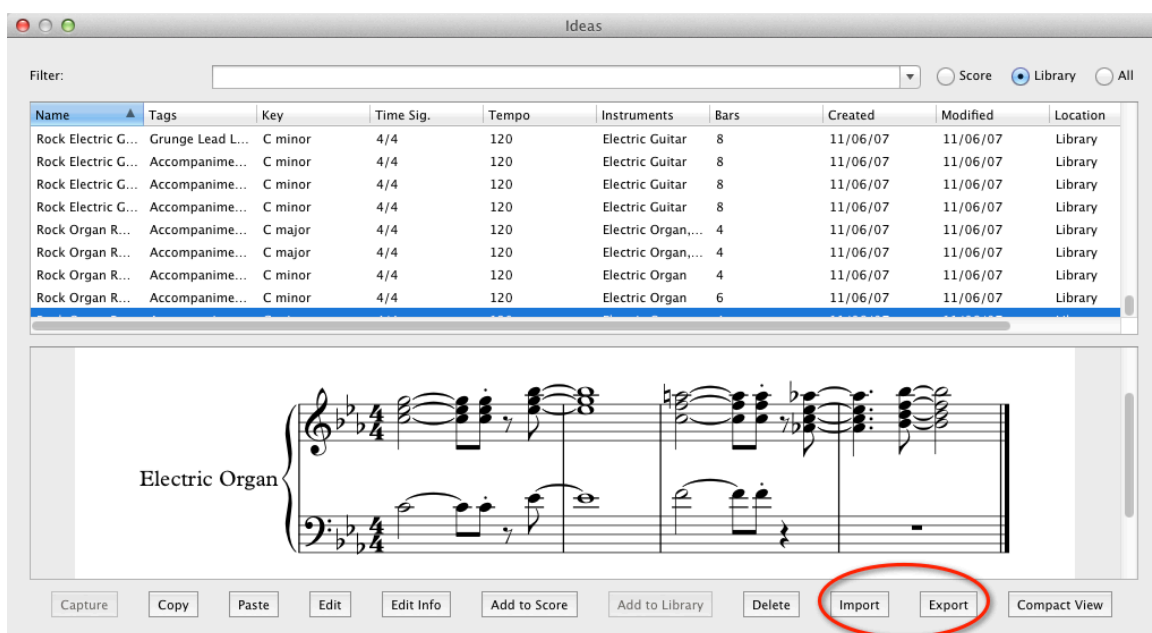 Ideas
Filter: Score Library All
Name Tags Key Time Sig. Tempo Instruments Bars Created Modified Location
Rock Electric G... Grunge Lead L... C minor 4/4 120 Electric Guitar 8 11/06/07 11/06/07 Library
Rock Electric G... Accompanime... C minor 4/4 120 Electric Guitar 8 11/06/07 11/06/07 Library
Rock Electric G... Accompanime... C minor 4/4 120 Electric Guitar 8 11/06/07 11/06/07 Library
Rock Electric G... Accompanime... C minor 4/4 120 Electric Guitar 8 11/06/07 11/06/07 Library
Rock Organ R... Accompanime... C major 4/4 120 Electric Organ,... 4 11/06/07 11/06/07 Library
Rock Organ R... Accompanime... C major 4/4 120 Electric Organ,... 4 11/06/07 11/06/07 Library
Rock Organ R... Accompanime... C minor 4/4 120 Electric Organ 4 11/06/07 11/06/07 Library
Rock Organ R... Accompanime... C minor 4/4 120 Electric Organ 6 11/06/07 11/06/07 Library
4 4
Electric Organ
4 4
Capture Copy Paste Edit Edit Info Add to Score Add to Library Delete Import Export Compact View